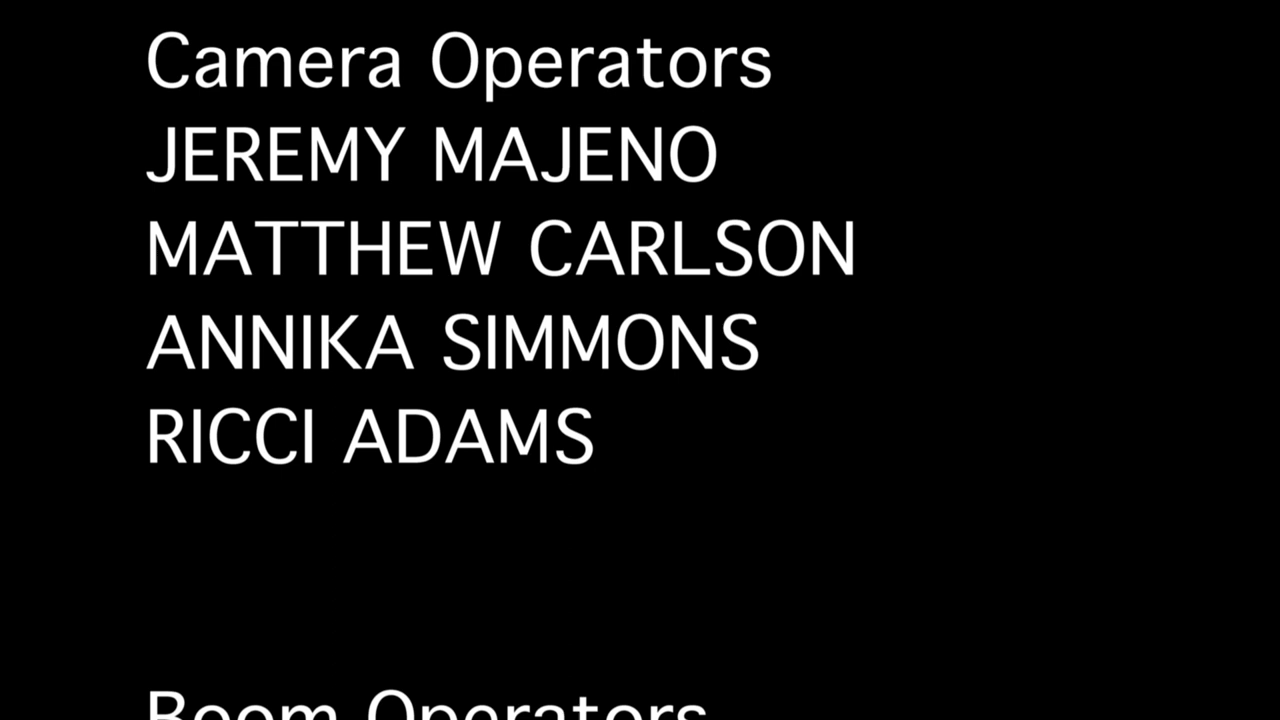 Camera Operators
JEREMY MAJENO
MATTHEW CARLSON
ANNIKA SIMMONS
RICCI ADAMS
Boom Operators